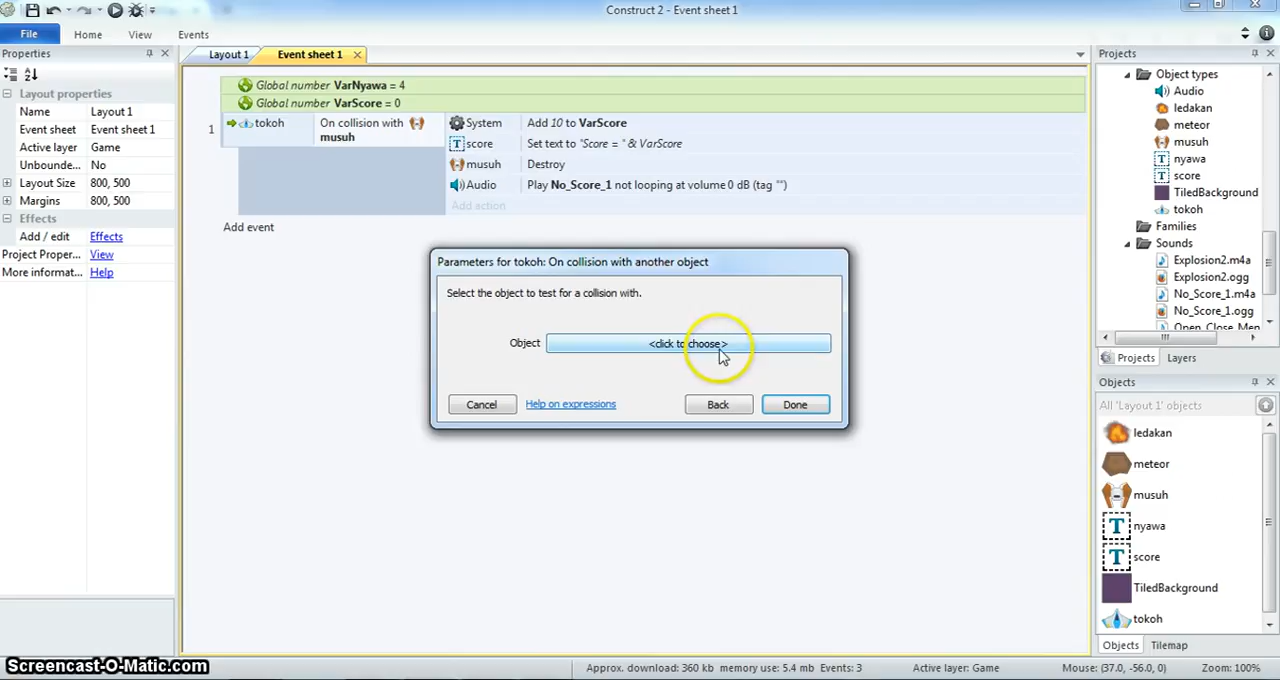 Construct 2 - Event sheet 1
File
Home
View
Events
Properties
Layout properties
Name
Layout 1
Event sheet
Event sheet 1
Active layer
Game
Unbounde...
No
Layout Size
800, 500
Margins
800, 500
Effects
Add / edit
Effects
Project Proper...
View
More informat...
Help
Layout 1
Event sheet 1
Global number VarNyawa = 4
Global number VarScore = 0
1
tokoh
On collision with
musuh
System
Add 10 to VarScore
score
Set text to "Score = " & VarScore
musuh
Destroy
Audio
Play No_Score_1 not looping at volume 0 dB (tag "")
Add action
Add event
Parameters for tokoh: On collision with another object
Select the object to test for a collision with.
Object
<click to choose>
Cancel
Help on expressions
Back
Done
Projects
Object types
Audio
ledakan
meteor
musuh
nyawa
score
TiledBackground
tokoh
Families
Sounds
Explosion2.m4a
Explosion2.ogg
No_Score_1.m4a
No_Score_1.ogg
Open_Close_Men
Projects
Layers
Objects
All 'Layout 1' objects
ledakan
meteor
musuh
nyawa
score
TiledBackground
tokoh
Objects
Tilemap
Screencast-O-Matic.com
Approx. download: 360 kb memory use: 5.4 mb Events: 3
Active layer: Game
Mouse: (37.0, -56.0, 0)
Zoom: 100%